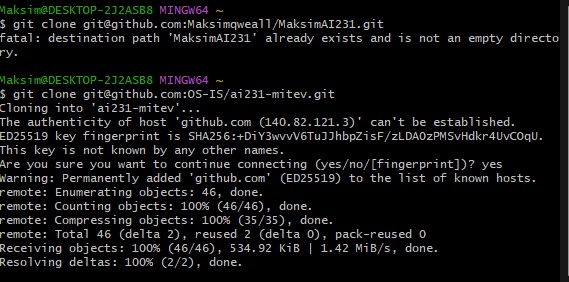 Maksim@DESKTOP-2J2ASB8 MINGW64 ~
$ git clone git@github.com:Maksimqweall/MaksimAI231.git
fatal: destination path 'MaksimAI231' already exists and is not an empty directo
ry.
Maksim@DESKTOP-2J2ASB8 MINGW64 ~
$ git clone git@github.com:OS-IS/ai231-mitev.git
Cloning into 'ai231-mitev'...
The authenticity of host 'github.com (140.82.121.3)' can't be established.
ED25519 key fingerprint is SHA256:+DiY3wvvV6TuJJhbpZisF/zLDA0zPMSvHdkr4UvCOqU.
This key is not known by any other names.
Are you sure you want to continue connecting (yes/no/[fingerprint])? yes
Warning: Permanently added 'github.com' (ED25519) to the list of known hosts.
remote: Enumerating objects: 46, done.
remote: Counting objects: 100% (46/46), done.
remote: Compressing objects: 100% (35/35), done.
remote: Total 46 (delta 2), reused 2 (delta 0), pack-reused 0
Receiving objects: 100% (46/46), 534.92 KiB | 1.42 MiB/s, done.
Resolving deltas: 100% (2/2), done.